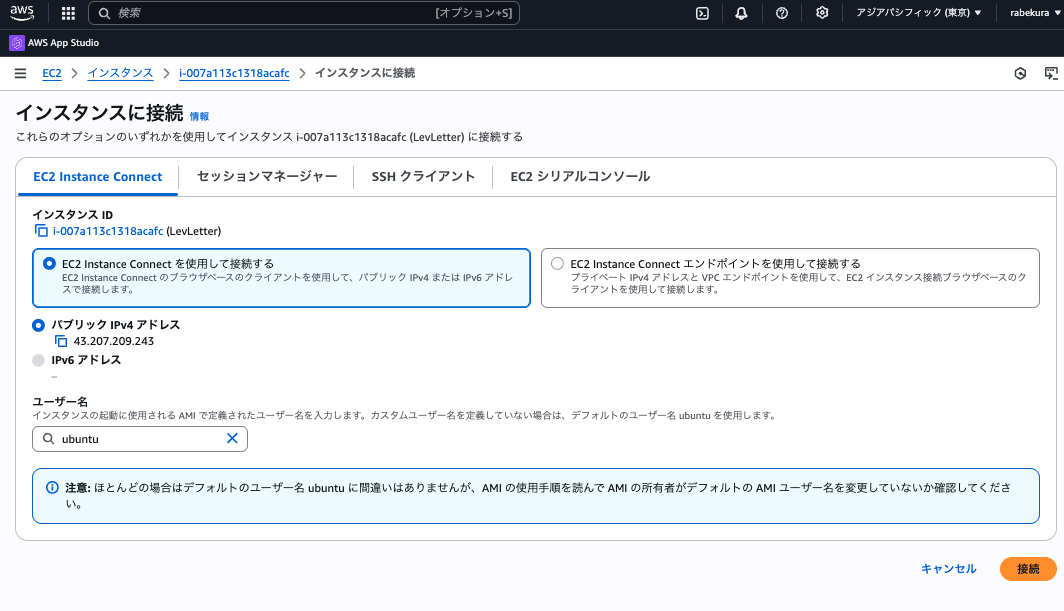 aws
検索
[オプション+S]
アジアパシフィック (東京) ▼
rabekura ▼
AWS App Studio
EC2 > インスタンス > i-007a113c1318acafc > インスタンスに接続
インスタンスに接続 情報
これらのオプションのいずれかを使用してインスタンス i-007a113c1318acafc (LevLetter) に接続する
EC2 Instance Connect
セッションマネージャー
SSH クライアント
EC2 シリアルコンソール
インスタンス ID
i-007a113c1318acafc (LevLetter)
EC2 Instance Connect を使用して接続する
EC2 Instance Connect のブラウザベースのクライアントを使用して、パブリック IPv4 または IPv6 アドレ
スで接続します。
EC2 Instance Connect エンドポイントを使用して接続する
プライベート IPv4 アドレスと VPC エンドポイントを使用して、EC2 インスタンス接続ブラウザベースのク
ライアントを使用して接続します。
パブリック IPv4 アドレス
43.207.209.243
IPv6 アドレス
–
ユーザー名
インスタンスの起動に使用される AMI で定義されたユーザー名を入力します。カスタムユーザー名を定義していない場合は、デフォルトのユーザー名 ubuntu を使用します。
ubuntu
注意: ほとんどの場合はデフォルトのユーザー名 ubuntu に間違いはありませんが、AMI の使用手順を読んで AMI の所有者がデフォルトの AMI ユーザー名を変更していないか確認してくださ
い。
キャンセル
接続